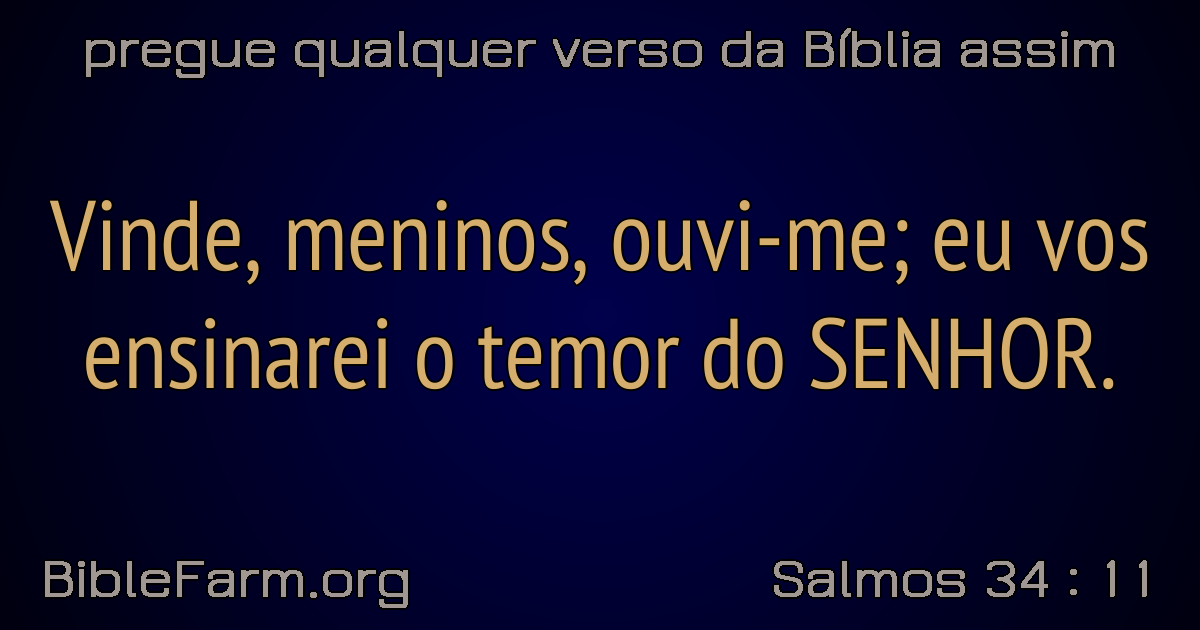 pregue qualquer verso da Bíblia assim
Vinde, meninos, ouvi-me; eu vos
ensinarei o temor do SENHOR.
BibleFarm.org
Salmos 34 : 11